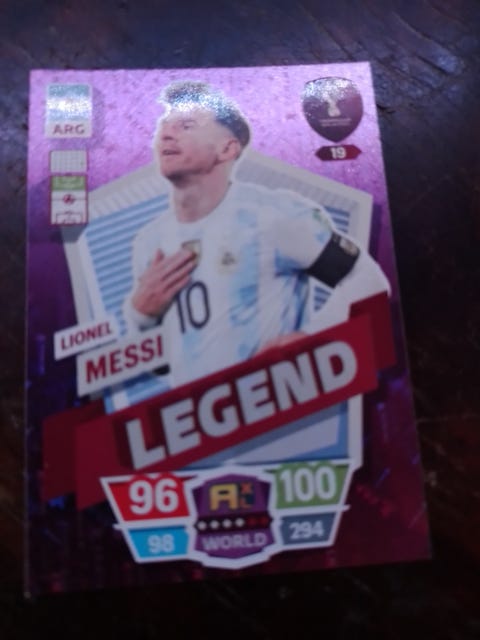 ARG
19
10
LIONEL
MESSI
LEGEND
96
100
98
294
WORLD